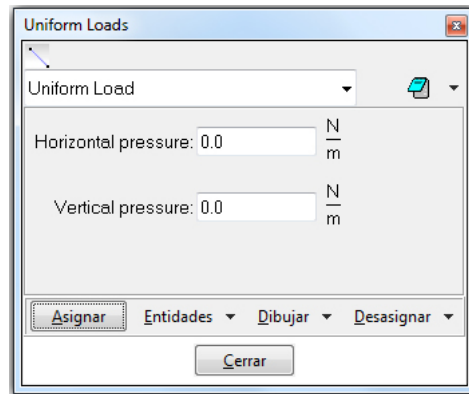 Uniform Loads
Uniform Load
Horizontal pressure: 0.0 N/m
Vertical pressure: 0.0 N/m
Asignar Entidades Dibujar Desasignar
Cerrar